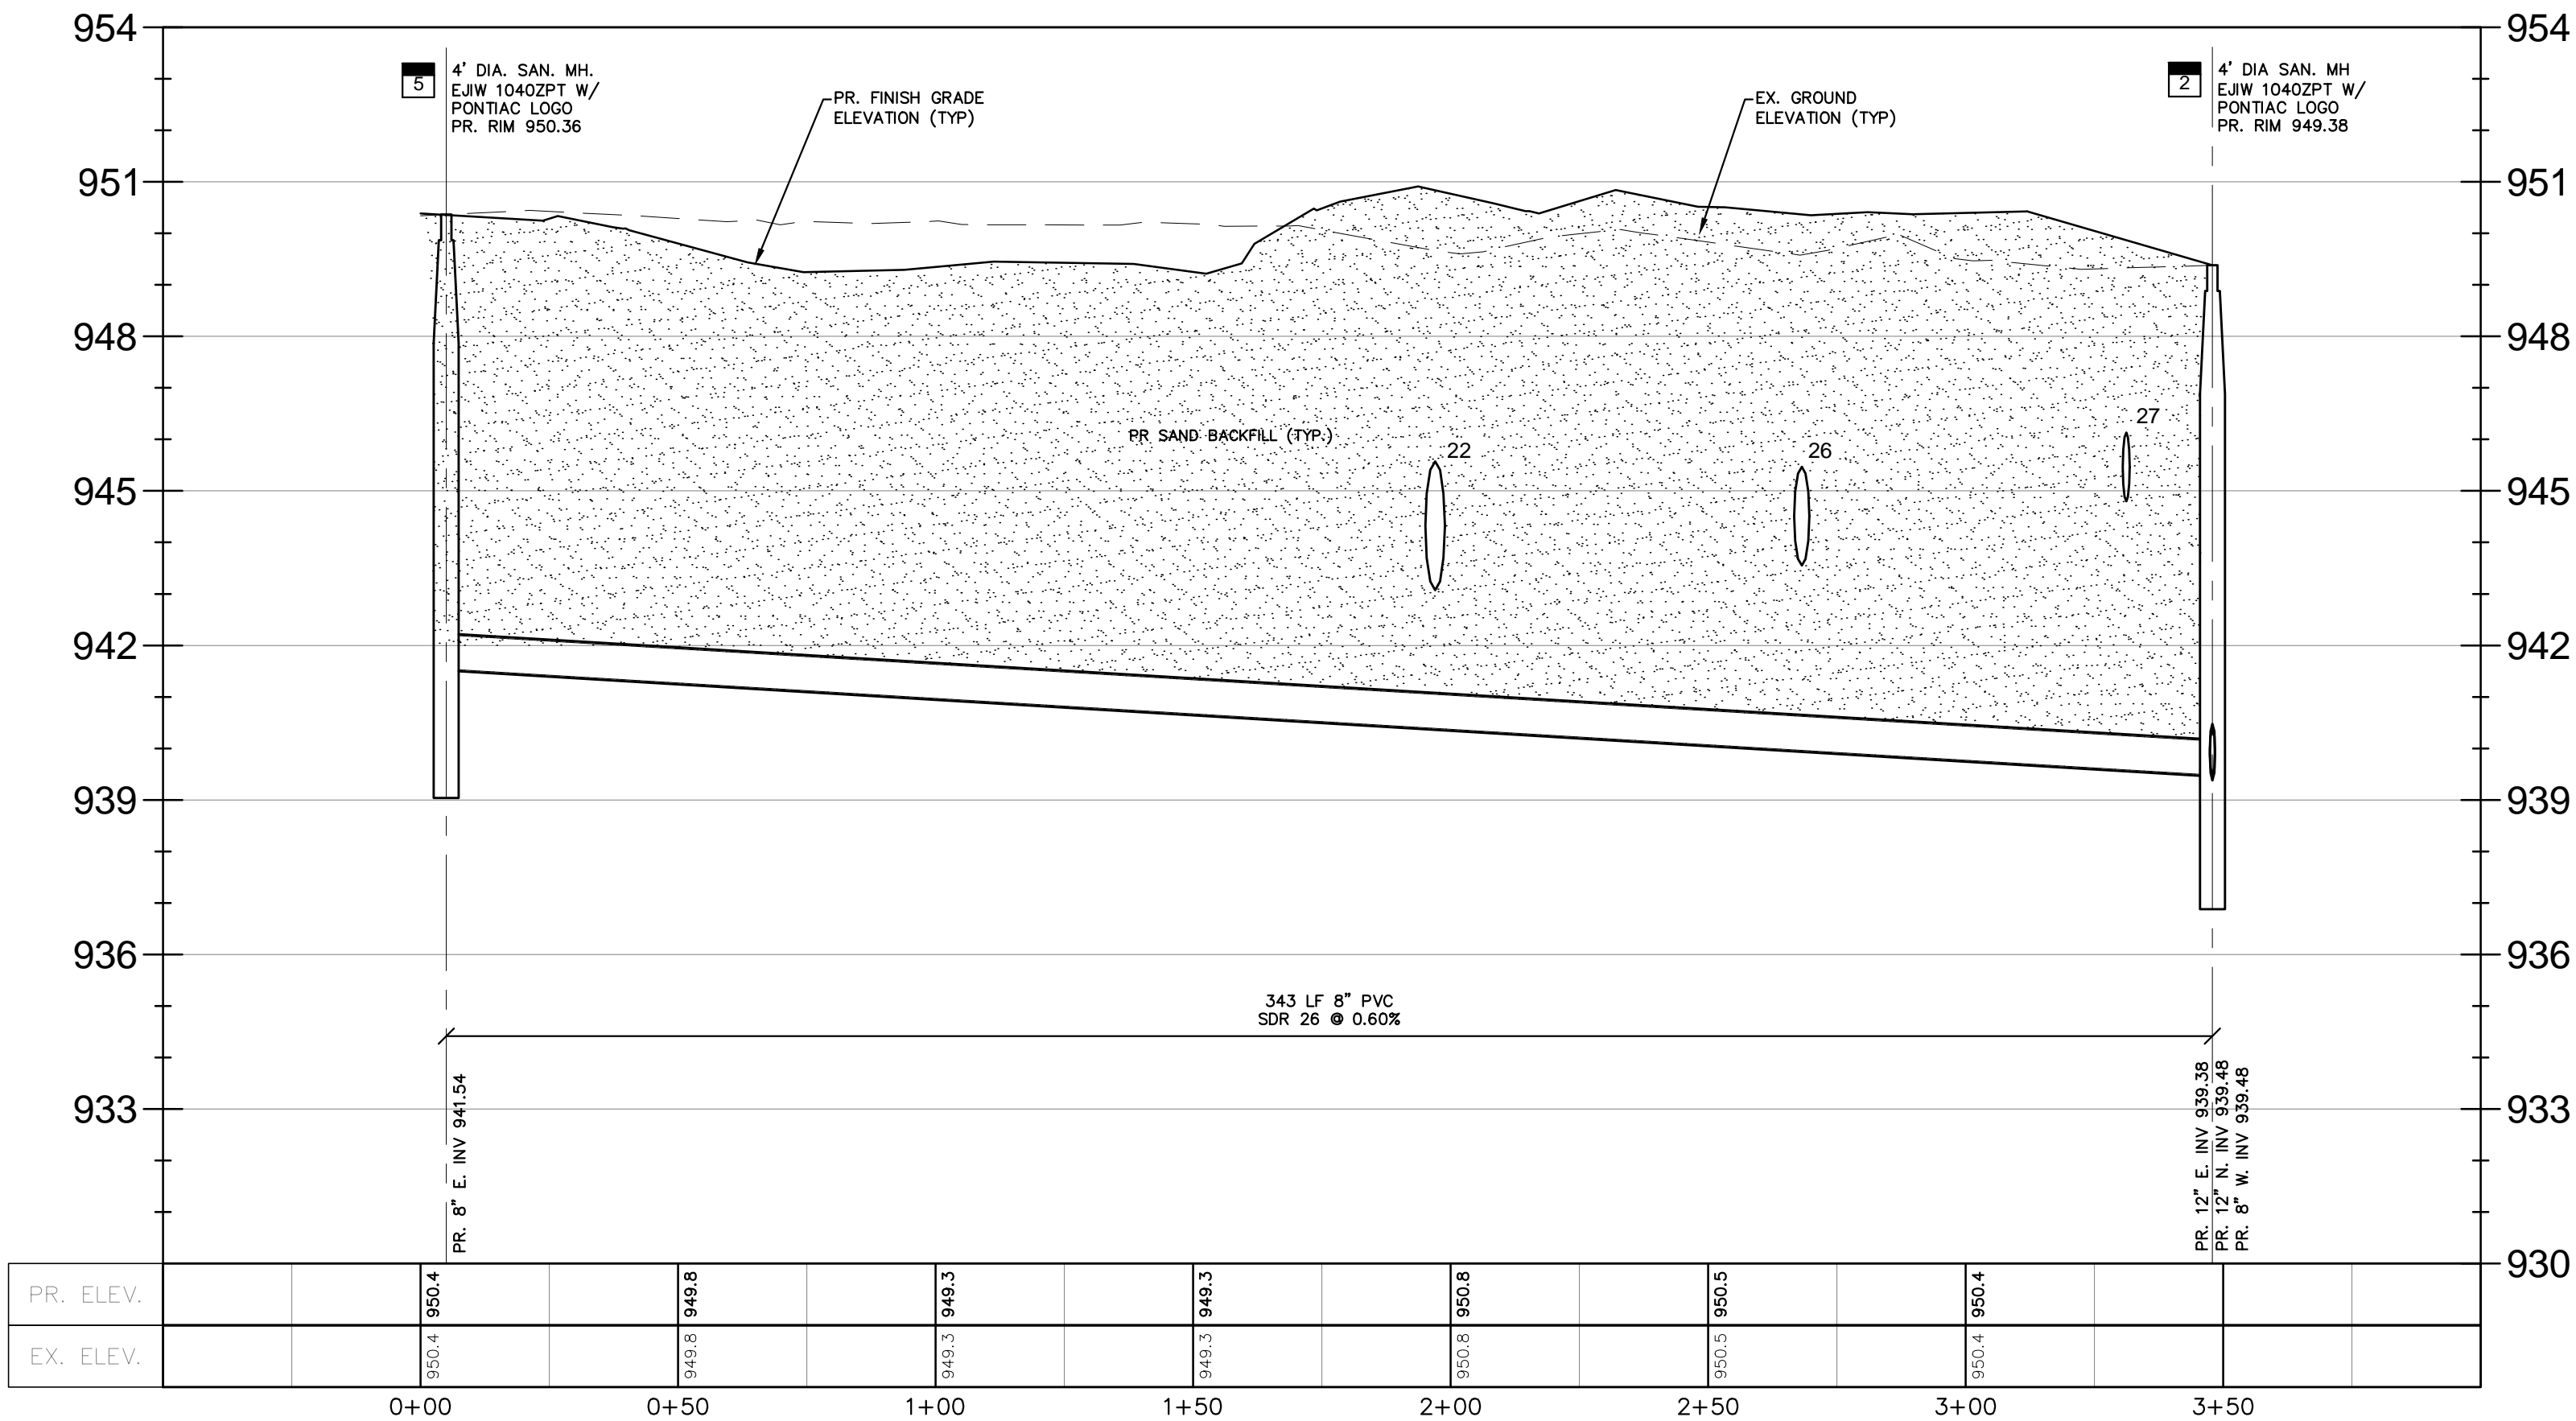 954
954
5
4' DIA. SAN. MH.
EJIW 1040ZPT W/
PONTIAC LOGO
PR. RIM 950.36
PR. FINISH GRADE
ELEVATION (TYP)
EX. GROUND
ELEVATION (TYP)
2
4' DIA SAN. MH
EJIW 1040ZPT W/
PONTIAC LOGO
PR. RIM 949.38
951
951
948
948
27
PR SAND BACKFILL (TYP.)
22
26
945
945
942
942
939
939
936
936
343 LF 8" PVC
SDR 26 @ 0.60%
PR. 8" E. INV 941.54
PR. 12" E. INV 939.38
PR. 12" N. INV 939.48
PR. 8" W. INV 939.48
933
933
930
PR. ELEV.
950.4
949.8
949.3
949.3
950.8
950.5
950.4
EX. ELEV.
950.4
949.8
949.3
949.3
950.8
950.5
950.4
0+00
0+50
1+00
1+50
2+00
2+50
3+00
3+50